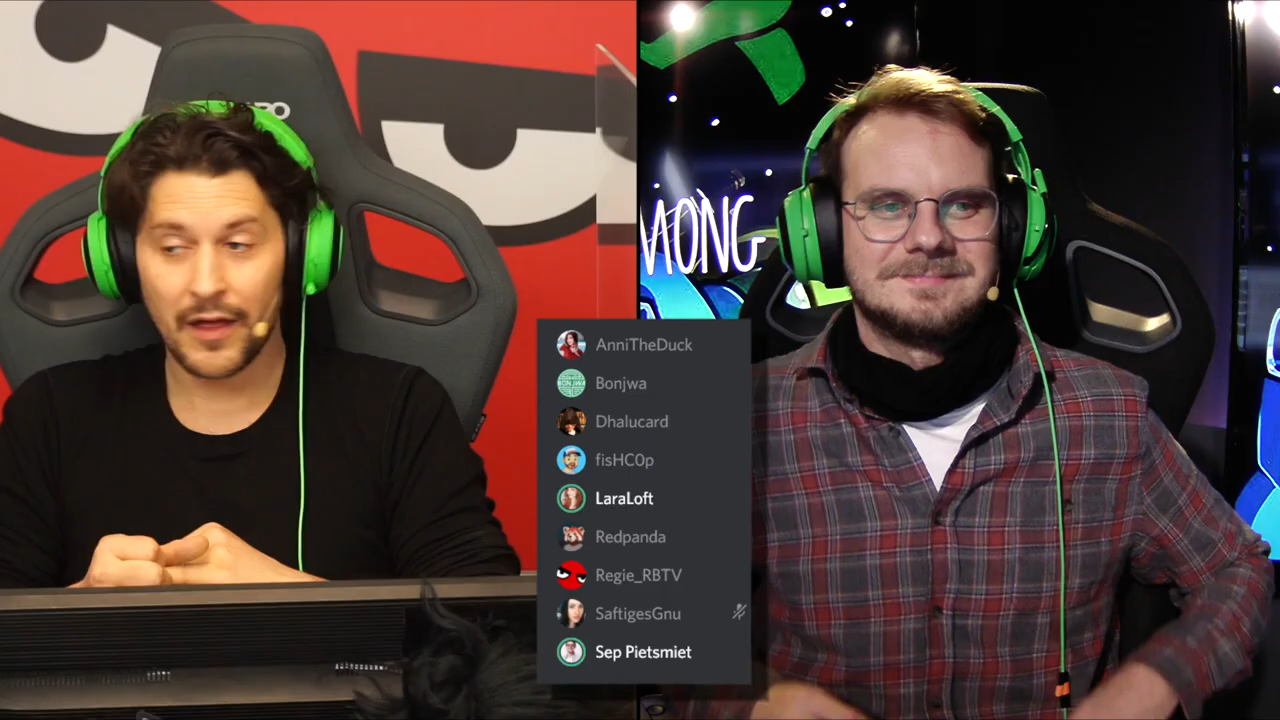 MONG
AnniTheDuck
Bonjwa
Dhalucard
fisHC0p
LaraLoft
Redpanda
Regie_RBTV
SaftigesGnu
Sep Pietsmiet